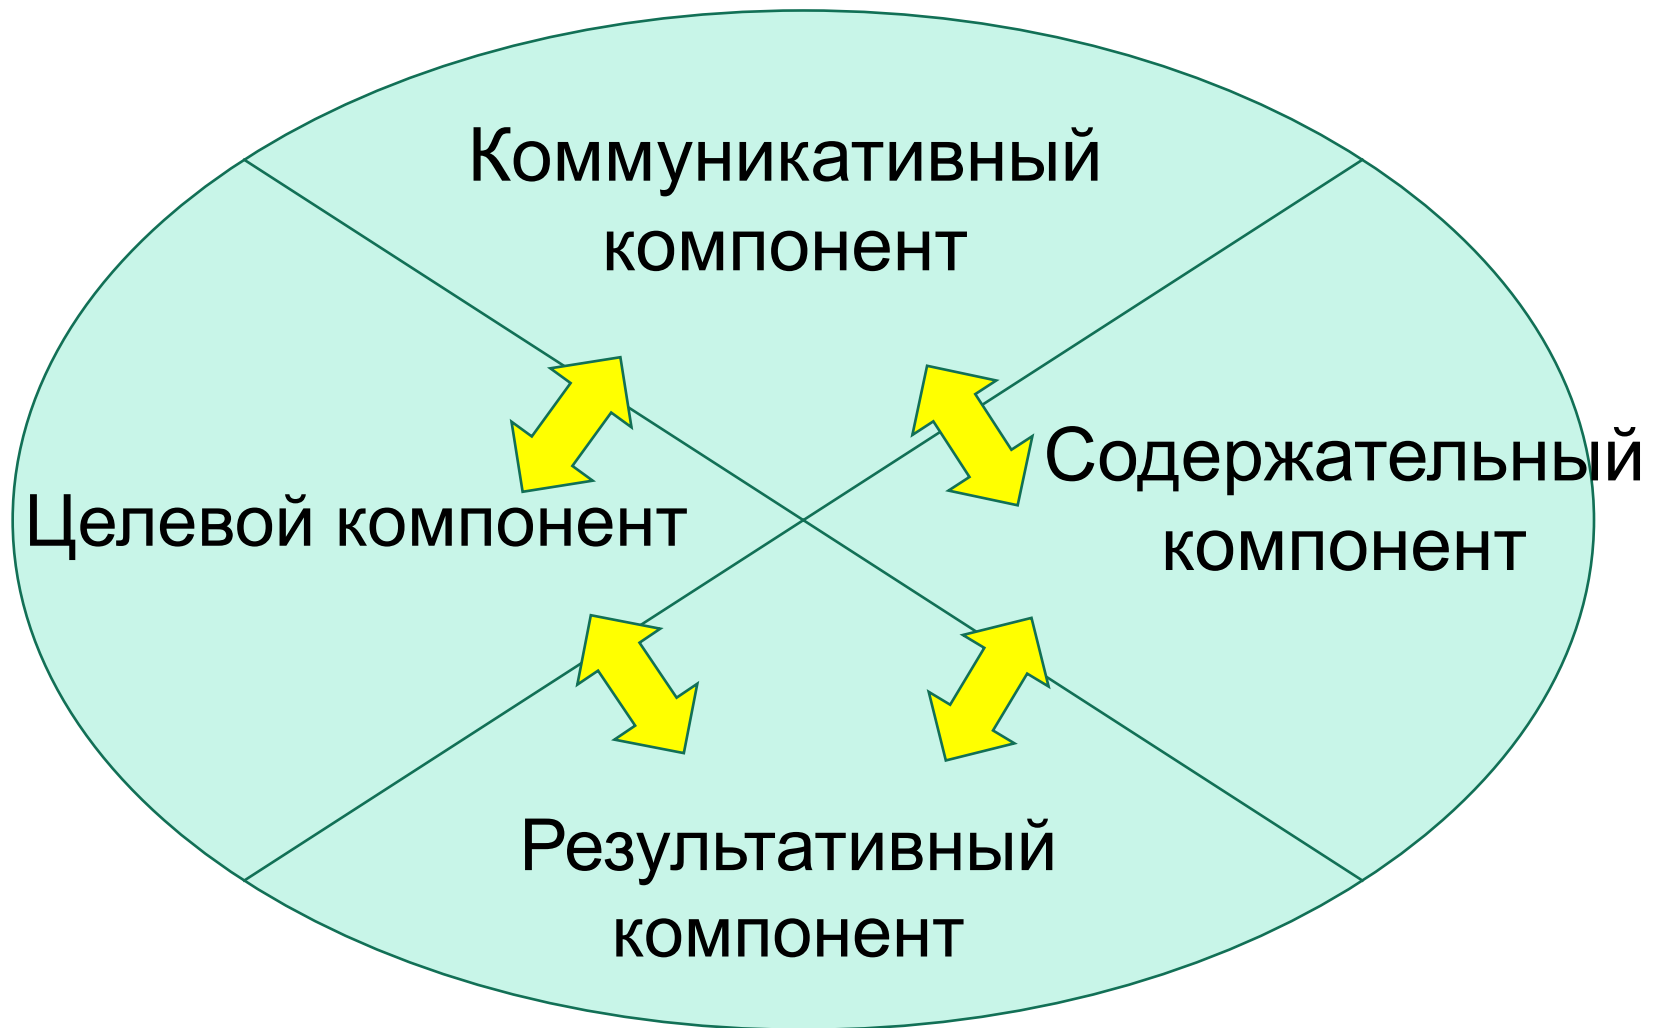 Коммуникативный
компонент
Целевой компонент
Содержательный
компонент
Результативный
компонент